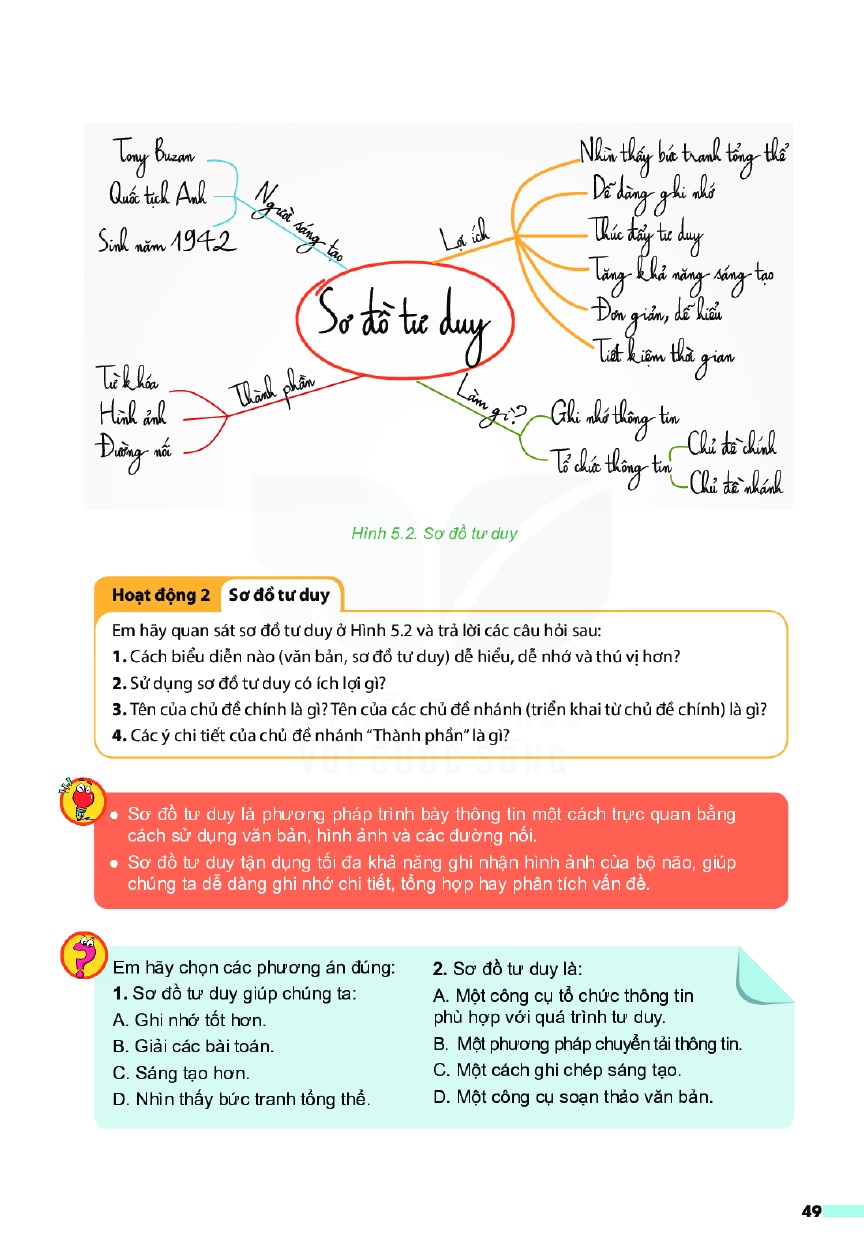 Tony Buzan
Quốc tịch Anh
Sinh năm 1942
Người sáng tạo
Lợi ích
Nhìn thấy bức tranh tổng thể
Dễ dàng ghi nhớ
Thúc đẩy tư duy
Tăng khả năng sáng tạo
Đơn giản, dễ hiểu
Tiết kiệm thời gian
Sơ đồ tư duy
Từ khóa
Hình ảnh
Đường nối
Thành phần
Làm gì?
Ghi nhớ thông tin
Tổ chức thông tin
Chủ đề chính
Chủ đề nhánh
Hình 5.2. Sơ đồ tư duy
Hoạt động 2 Sơ đồ tư duy
Em hãy quan sát sơ đồ tư duy ở Hình 5.2 và trả lời các câu hỏi sau:
1. Cách biểu diễn nào (văn bản, sơ đồ tư duy) dễ hiểu, dễ nhớ và thú vị hơn?
2. Sử dụng sơ đồ tư duy có ích lợi gì?
3. Tên của chủ đề chính là gì? Tên của các chủ đề nhánh (triển khai từ chủ đề chính) là gì?
4. Các ý chi tiết của chủ đề nhánh "Thành phần" là gì?
VỚI CUỘC SỐNG
• Sơ đồ tư duy là phương pháp trình bày thông tin một cách trực quan bằng
cách sử dụng văn bản, hình ảnh và các đường nối.
• Sơ đồ tư duy tận dụng tối đa khả năng ghi nhận hình ảnh của bộ não, giúp
chúng ta dễ dàng ghi nhớ chi tiết, tổng hợp hay phân tích vấn đề.
Em hãy chọn các phương án đúng:
1. Sơ đồ tư duy giúp chúng ta:
A. Ghi nhớ tốt hơn.
B. Giải các bài toán.
C. Sáng tạo hơn.
D. Nhìn thấy bức tranh tổng thể.
2. Sơ đồ tư duy là:
A. Một công cụ tổ chức thông tin
phù hợp với quá trình tư duy.
B. Một phương pháp chuyển tải thông tin.
C. Một cách ghi chép sáng tạo.
D. Một công cụ soạn thảo văn bản.
49